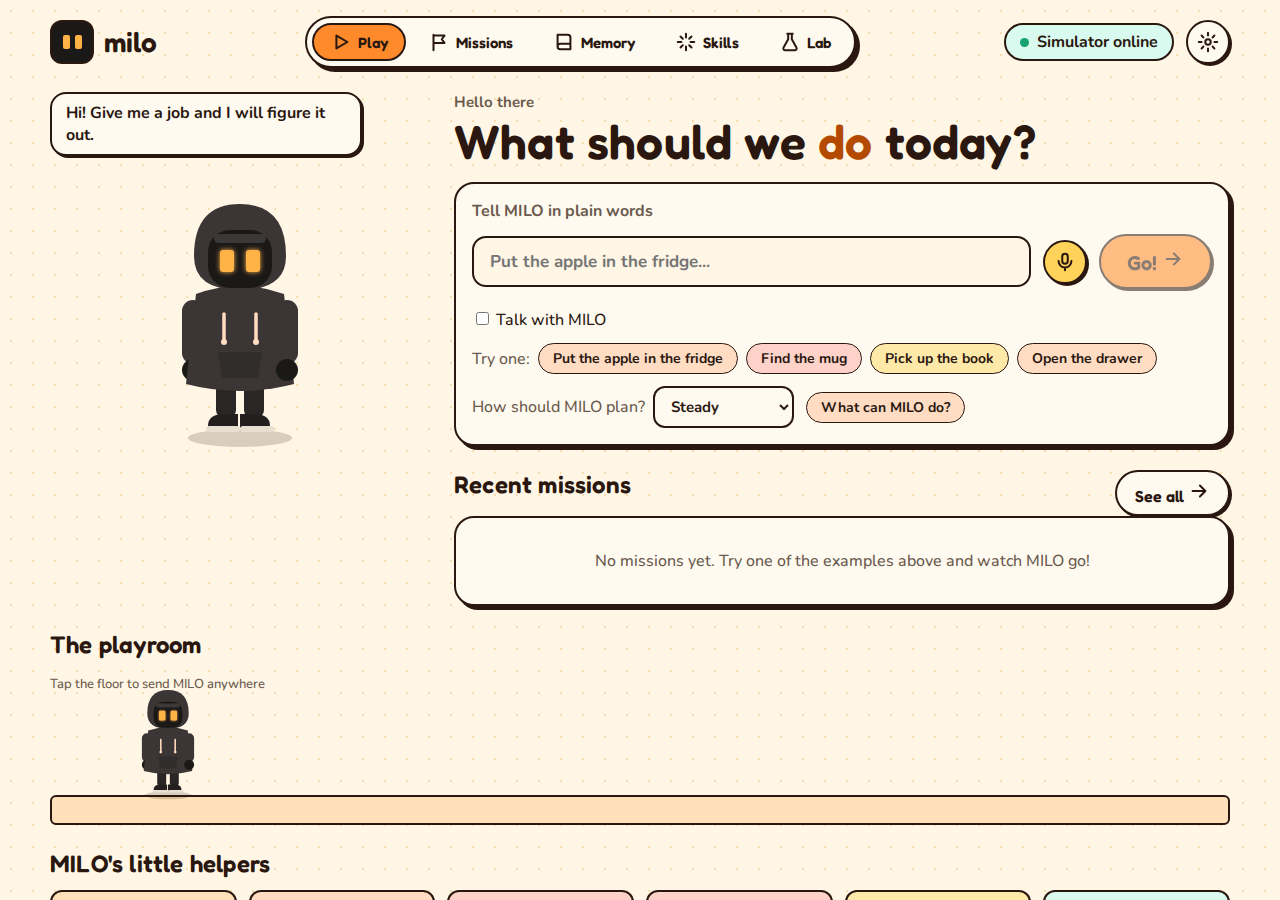 milo
Play
Missions
Memory
Skills
Lab
Simulator online
Hi! Give me a job and I will figure it
out.
Hello there
What should we do today?
Tell MILO in plain words
Put the apple in the fridge...
Go!
Talk with MILO
Try one:
Put the apple in the fridge
Find the mug
Pick up the book
Open the drawer
How should MILO plan?
Steady
What can MILO do?
Recent missions
See all
No missions yet. Try one of the examples above and watch MILO go!
The playroom
Tap the floor to send MILO anywhere
MILO's little helpers